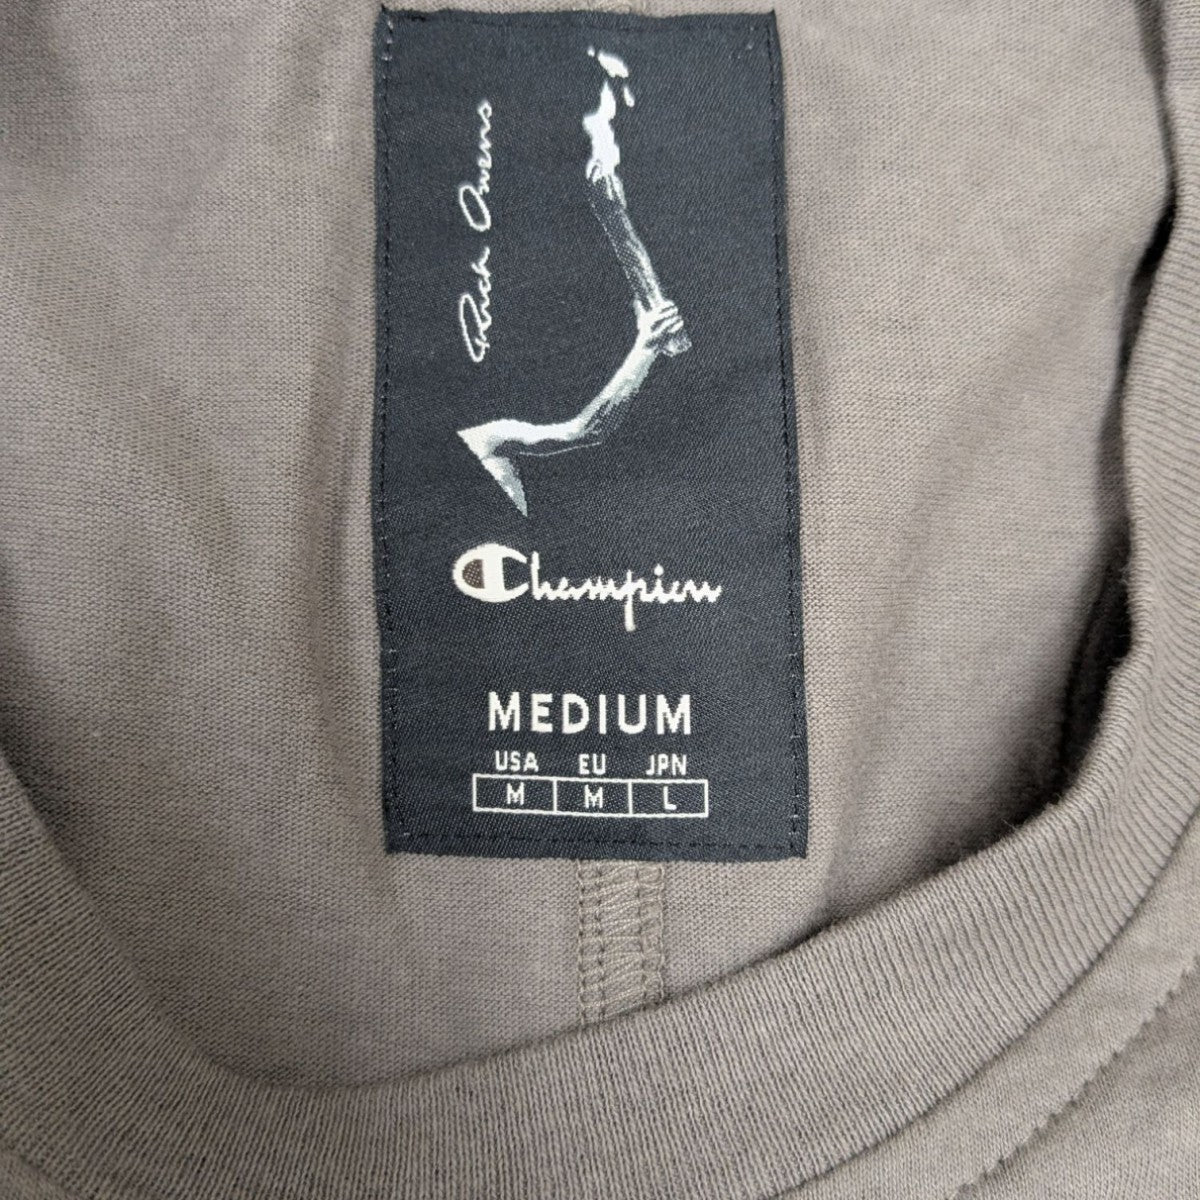 Rick Owens
Champion
MEDIUM
USA EU JPN
M M L